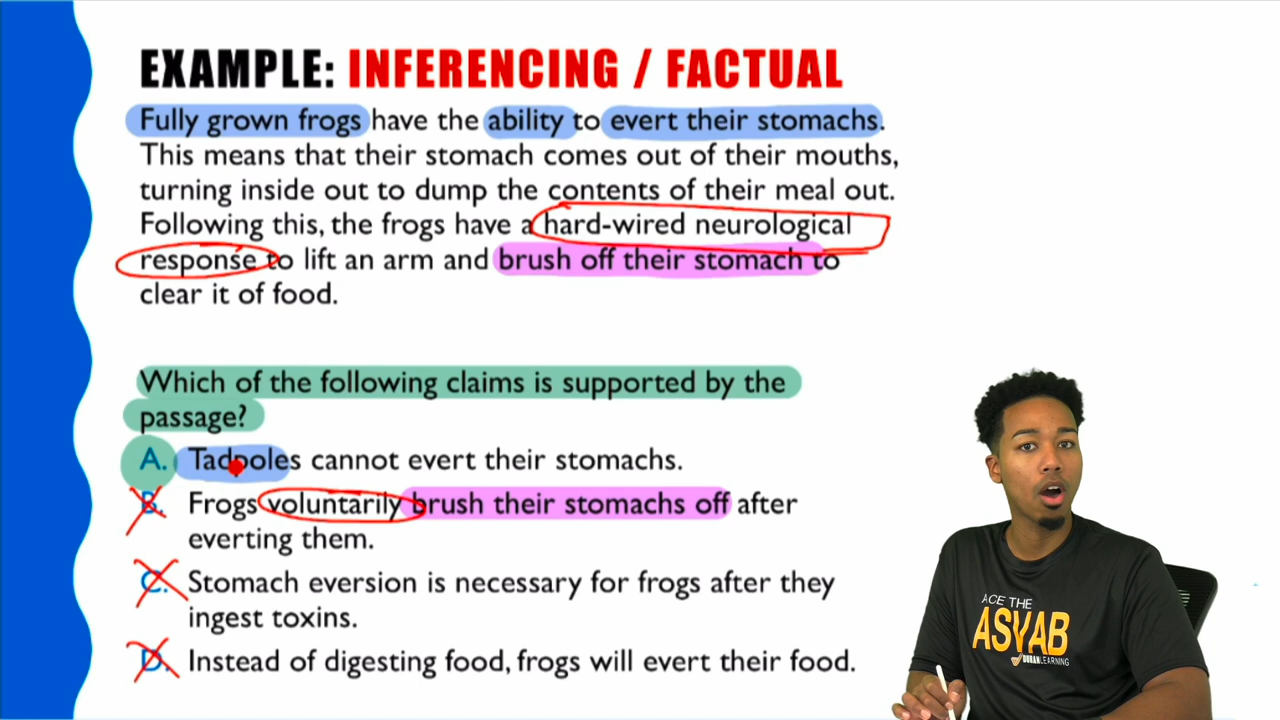 EXAMPLE: INFERENCING / FACTUAL
Fully grown frogs have the ability to evert their stomachs.
This means that their stomach comes out of their mouths,
turning inside out to dump the contents of their meal out.
Following this, the frogs have a hard-wired neurological
response to lift an arm and brush off their stomach to
clear it of food.
Which of the following claims is supported by the
passage?
A. Tadpoles cannot evert their stomachs.
B. Frogs voluntarily brush their stomachs off after
everting them.
C. Stomach eversion is necessary for frogs after they
ingest toxins.
D. Instead of digesting food, frogs will evert their food.
ACE THE
ASVAB
DURAN LEARNING